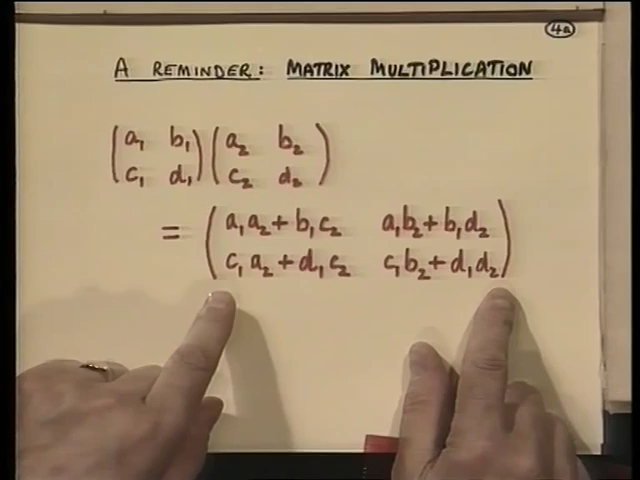 4a
A REMINDER: MATRIX MULTIPLICATION
(a₁ b₁) (a₂ b₂)
(c₁ d₁) (c₂ d₂)
= (a₁a₂ + b₁c₂ a₁b₂ + b₁d₂)
(c₁a₂ + d₁c₂ c₁b₂ + d₁d₂)